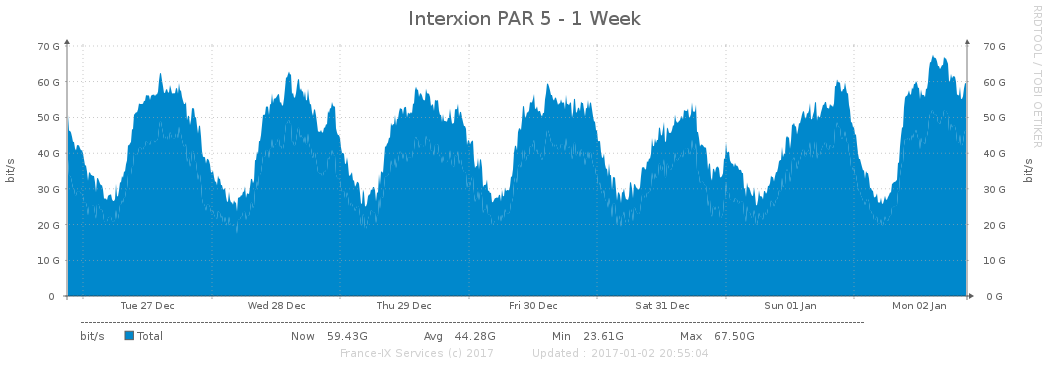 Interxion PAR 5 - 1 Week
RRDTOOL / TOBI OETIKER
70 G 70 G
60 G 60 G
50 G 50 G
40 G 40 G
30 G 30 G
20 G 20 G
10 G 10 G
0 0 G
bit/s bit/s
Tue 27 Dec Wed 28 Dec Thu 29 Dec Fri 30 Dec Sat 31 Dec Sun 01 Jan Mon 02 Jan
bit/s Total Now 59.43G Avg 44.28G Min 23.61G Max 67.50G
France-IX Services (c) 2017 Updated : 2017-01-02 20:55:04